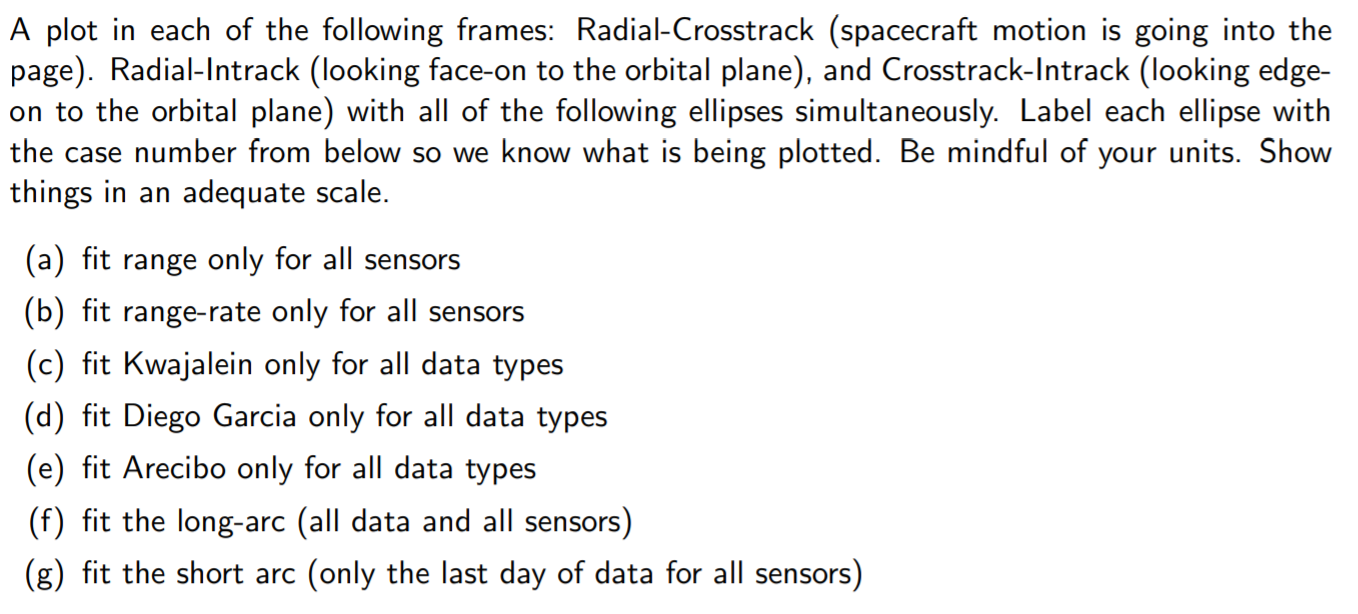 A plot in each of the following frames: Radial-Crosstrack (spacecraft motion is going into the
page). Radial-Intrack (looking face-on to the orbital plane), and Crosstrack-Intrack (looking edge-
on to the orbital plane) with all of the following ellipses simultaneously. Label each ellipse with
the case number from below so we know what is being plotted. Be mindful of your units. Show
things in an adequate scale.
(a) fit range only for all sensors
(b) fit range-rate only for all sensors
(c) fit Kwajalein only for all data types
(d) fit Diego Garcia only for all data types
(e) fit Arecibo only for all data types
(f) fit the long-arc (all data and all sensors)
(g) fit the short arc (only the last day of data for all sensors)